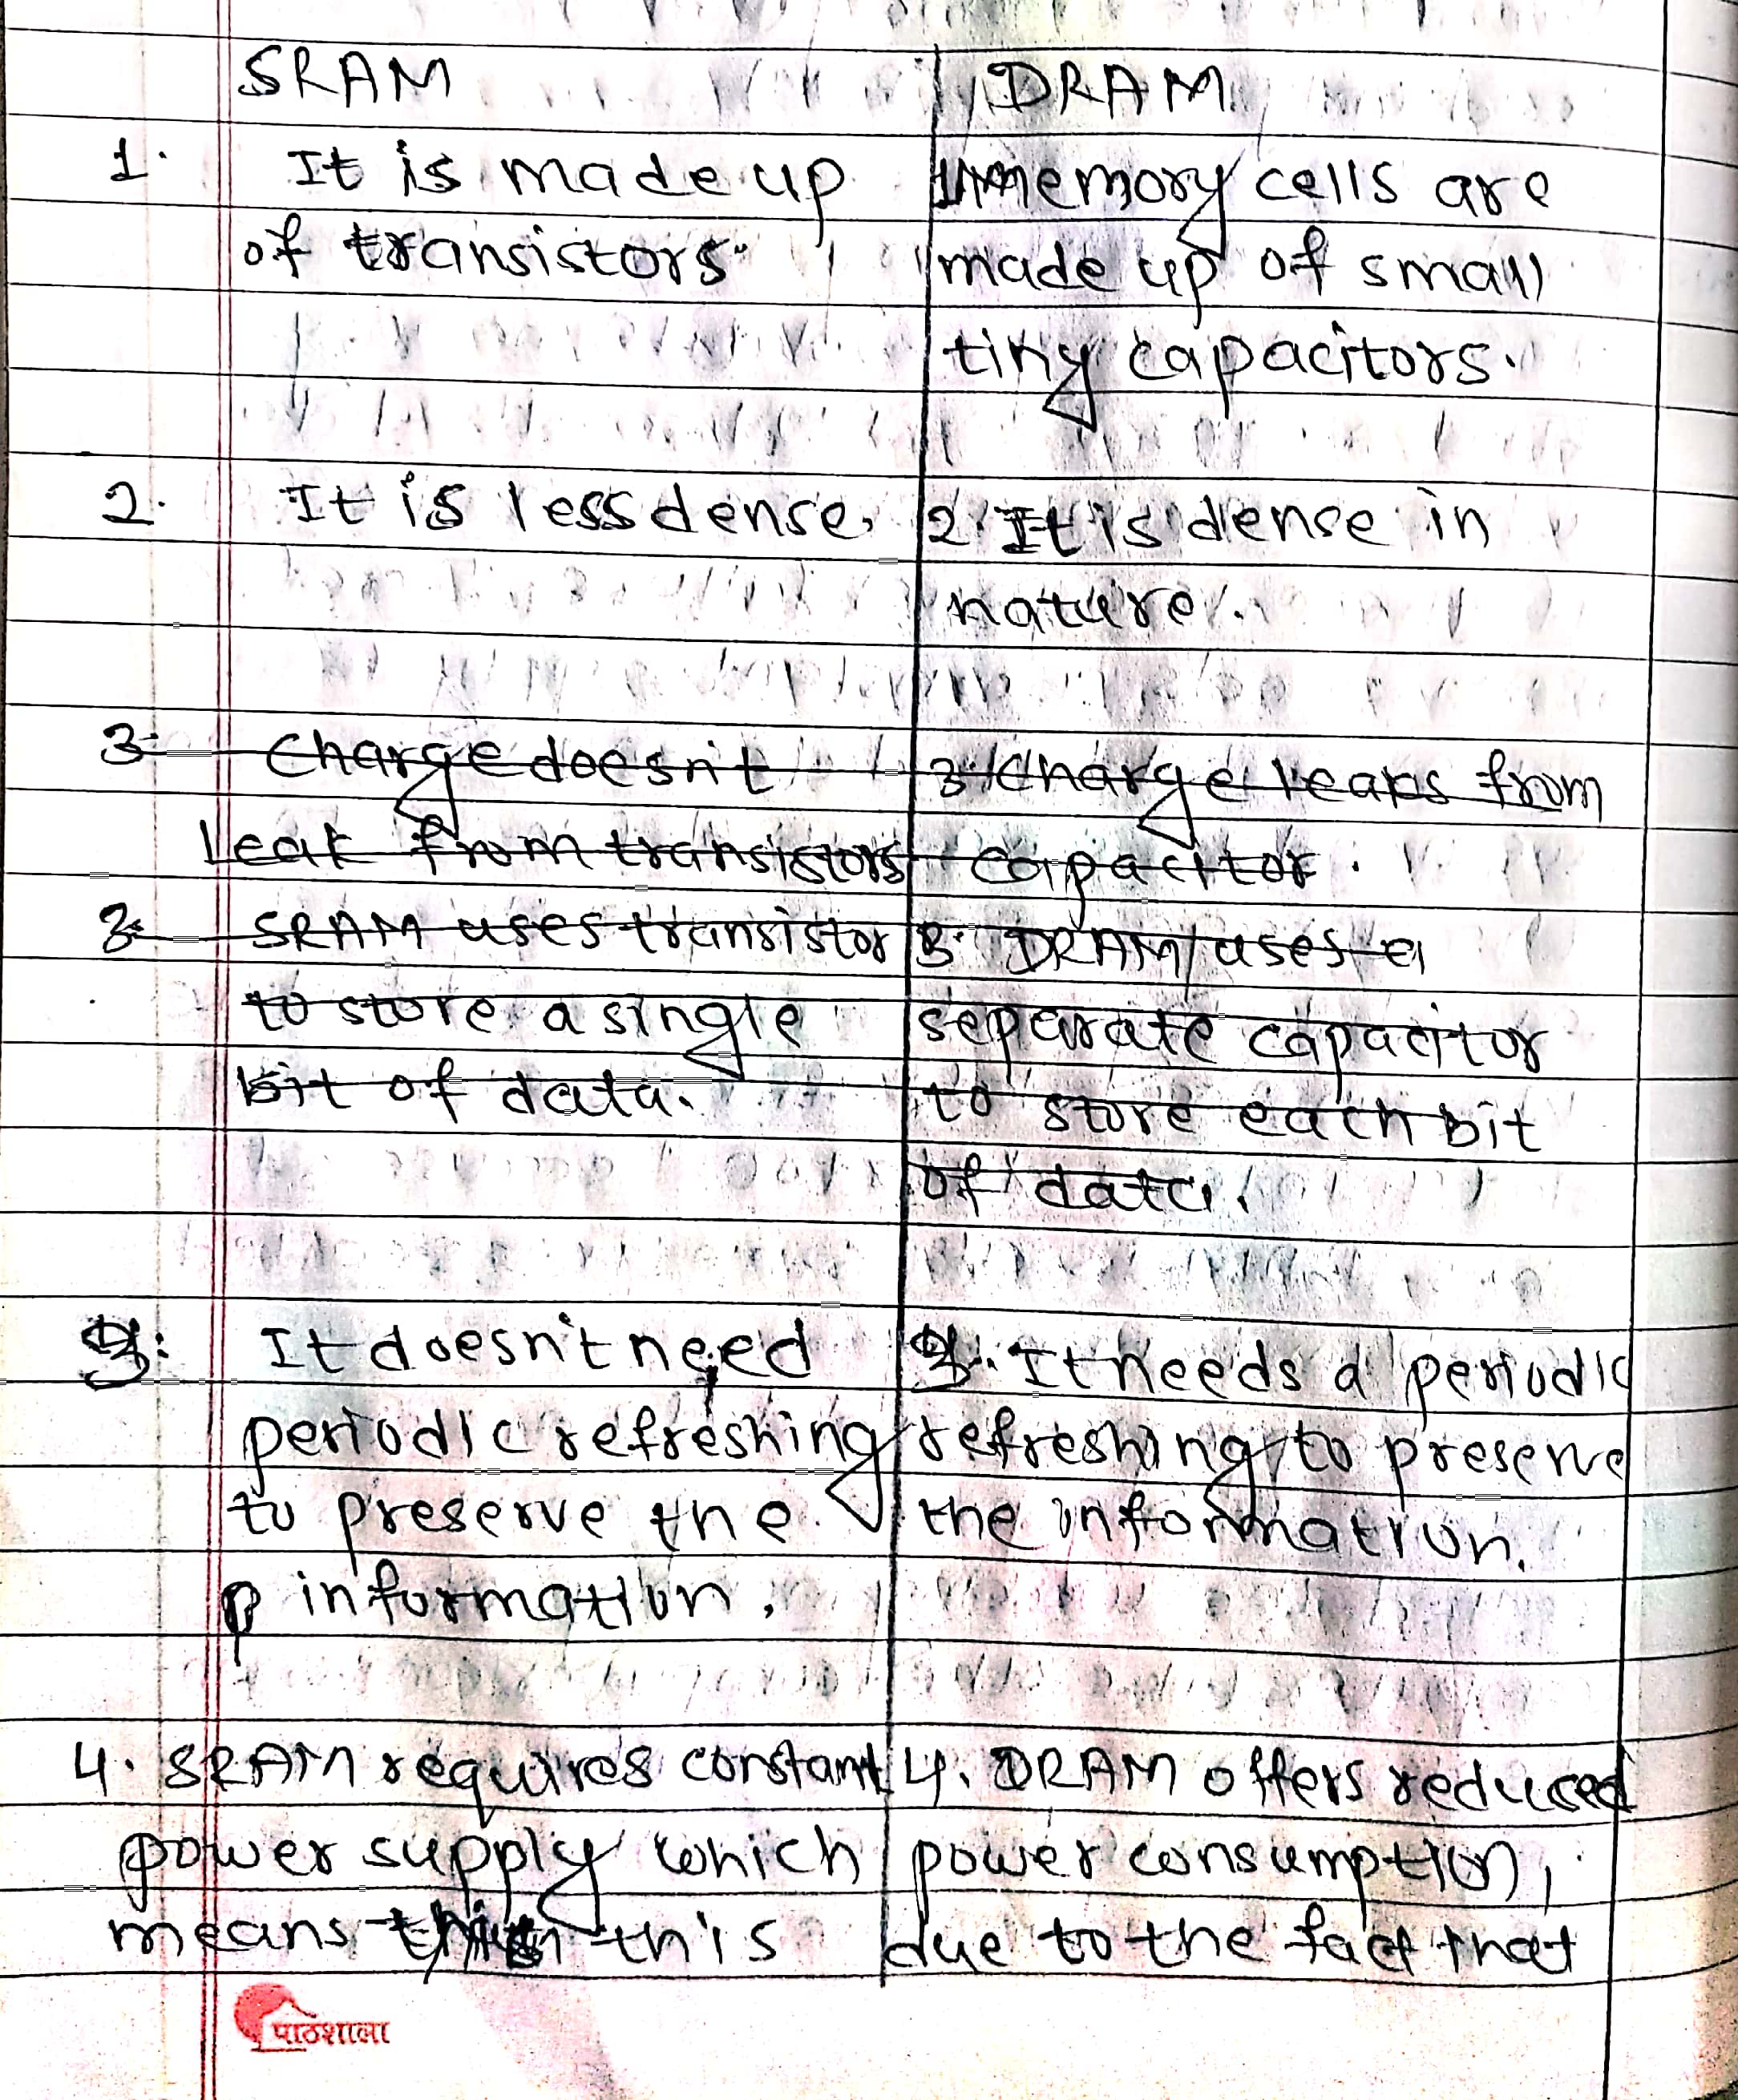 SRAM
DRAM
1. It is made up
of transistors.
1. memory cells are
made up of small
tiny capacitors.
2. It is less dense.
2. It is dense in
nature.
3. Charge doesn't
leak from transistors
3. Charge leaks from
capacitor.
3. SRAM uses transistor
to store a single
bit of data.
3. DRAM uses a
separate capacitor
to store each bit
of data.
3. It doesn't need
periodic refreshing
to preserve the
information.
3. It needs a periodic
refreshing to preserve
the information.
4. SRAM requires constant
power supply which
means this
4. DRAM offers reduced
power consumption,
due to the fact that
पाठशाला